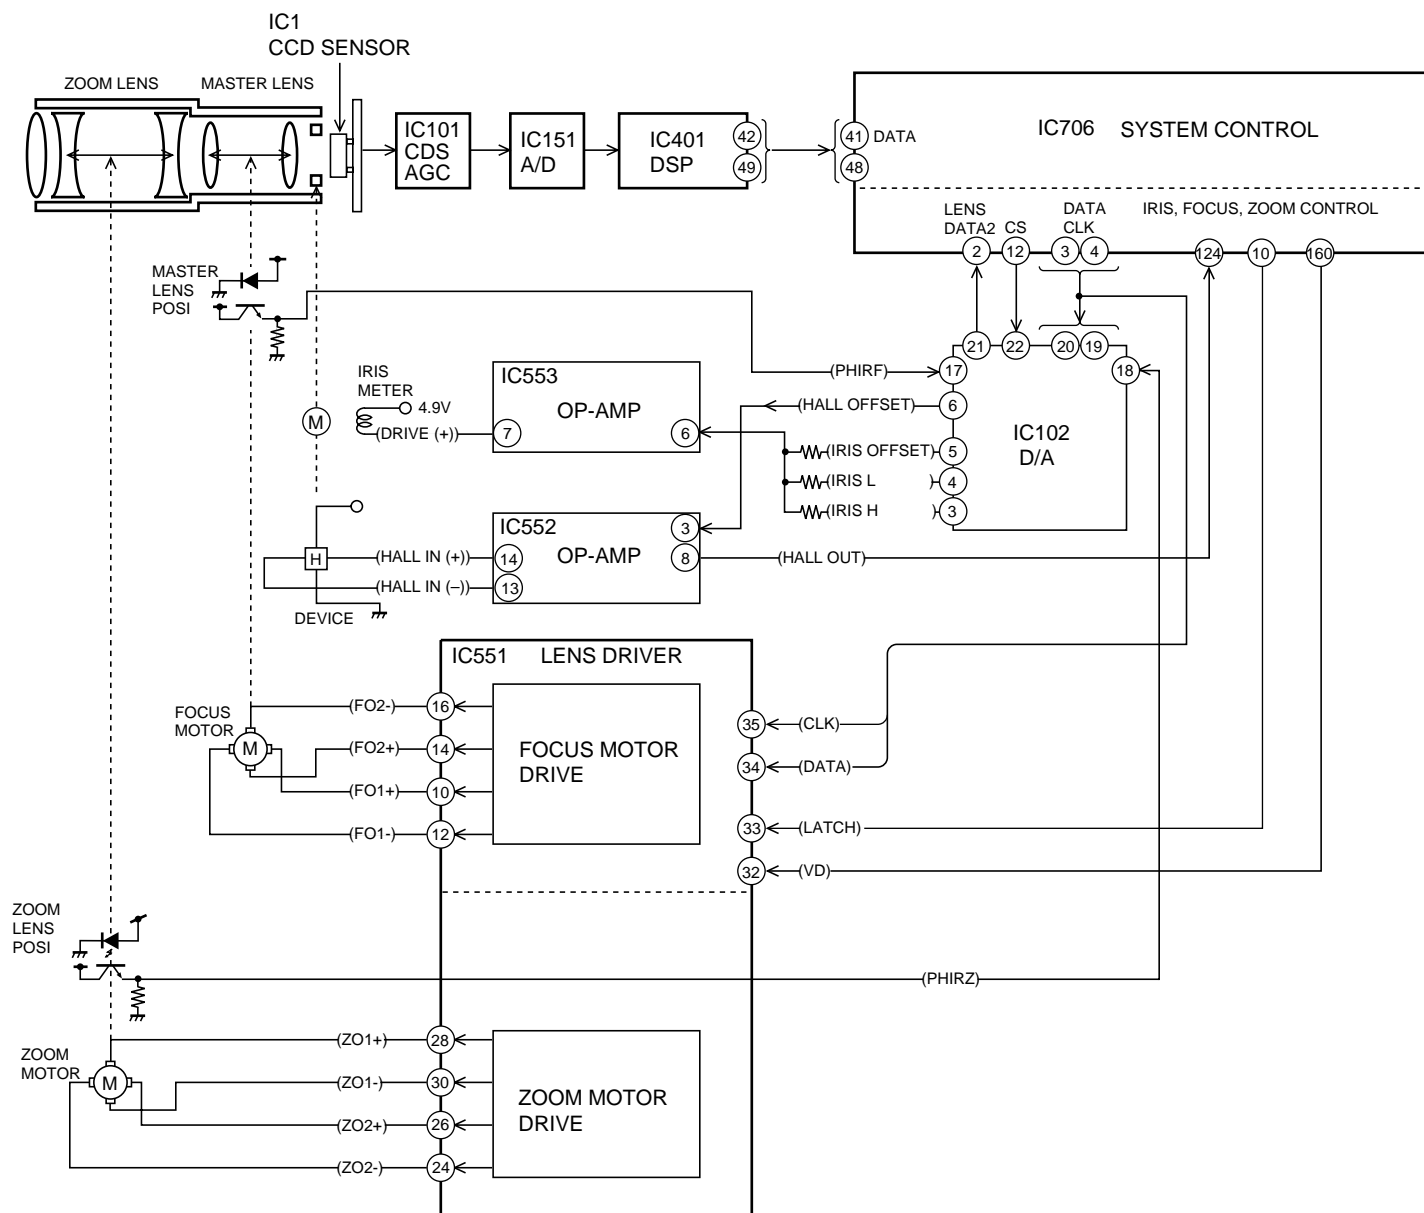 IC1
CCD SENSOR
ZOOM LENS
MASTER LENS
IC101
CDS
AGC
IC151
A/D
IC401
DSP
42
49
41
DATA
48
IC706
SYSTEM CONTROL
LENS
DATA2
CS
DATA
CLK
IRIS, FOCUS, ZOOM CONTROL
2
12
3
4
124
10
160
MASTER
LENS
POSI
21
22
20
19
IRIS
METER
4.9V
M
(DRIVE (+))
IC553
OP-AMP
7
6
(PHIRF)
17
18
(HALL OFFSET)
6
IC102
D/A
(IRIS OFFSET)
5
(IRIS L )
4
(IRIS H )
3
IC552
OP-AMP
3
8
14
13
H
(HALL IN (+))
(HALL IN (–))
(HALL OUT)
DEVICE
IC551
LENS DRIVER
FOCUS
MOTOR
M
(FO2-)
16
(FO2+)
14
(FO1+)
10
(FO1-)
12
FOCUS MOTOR
DRIVE
35
(CLK)
34
(DATA)
33
(LATCH)
32
(VD)
ZOOM
LENS
POSI
(PHIRZ)
ZOOM
MOTOR
M
(ZO1+)
28
(ZO1-)
30
(ZO2+)
26
(ZO2-)
24
ZOOM MOTOR
DRIVE